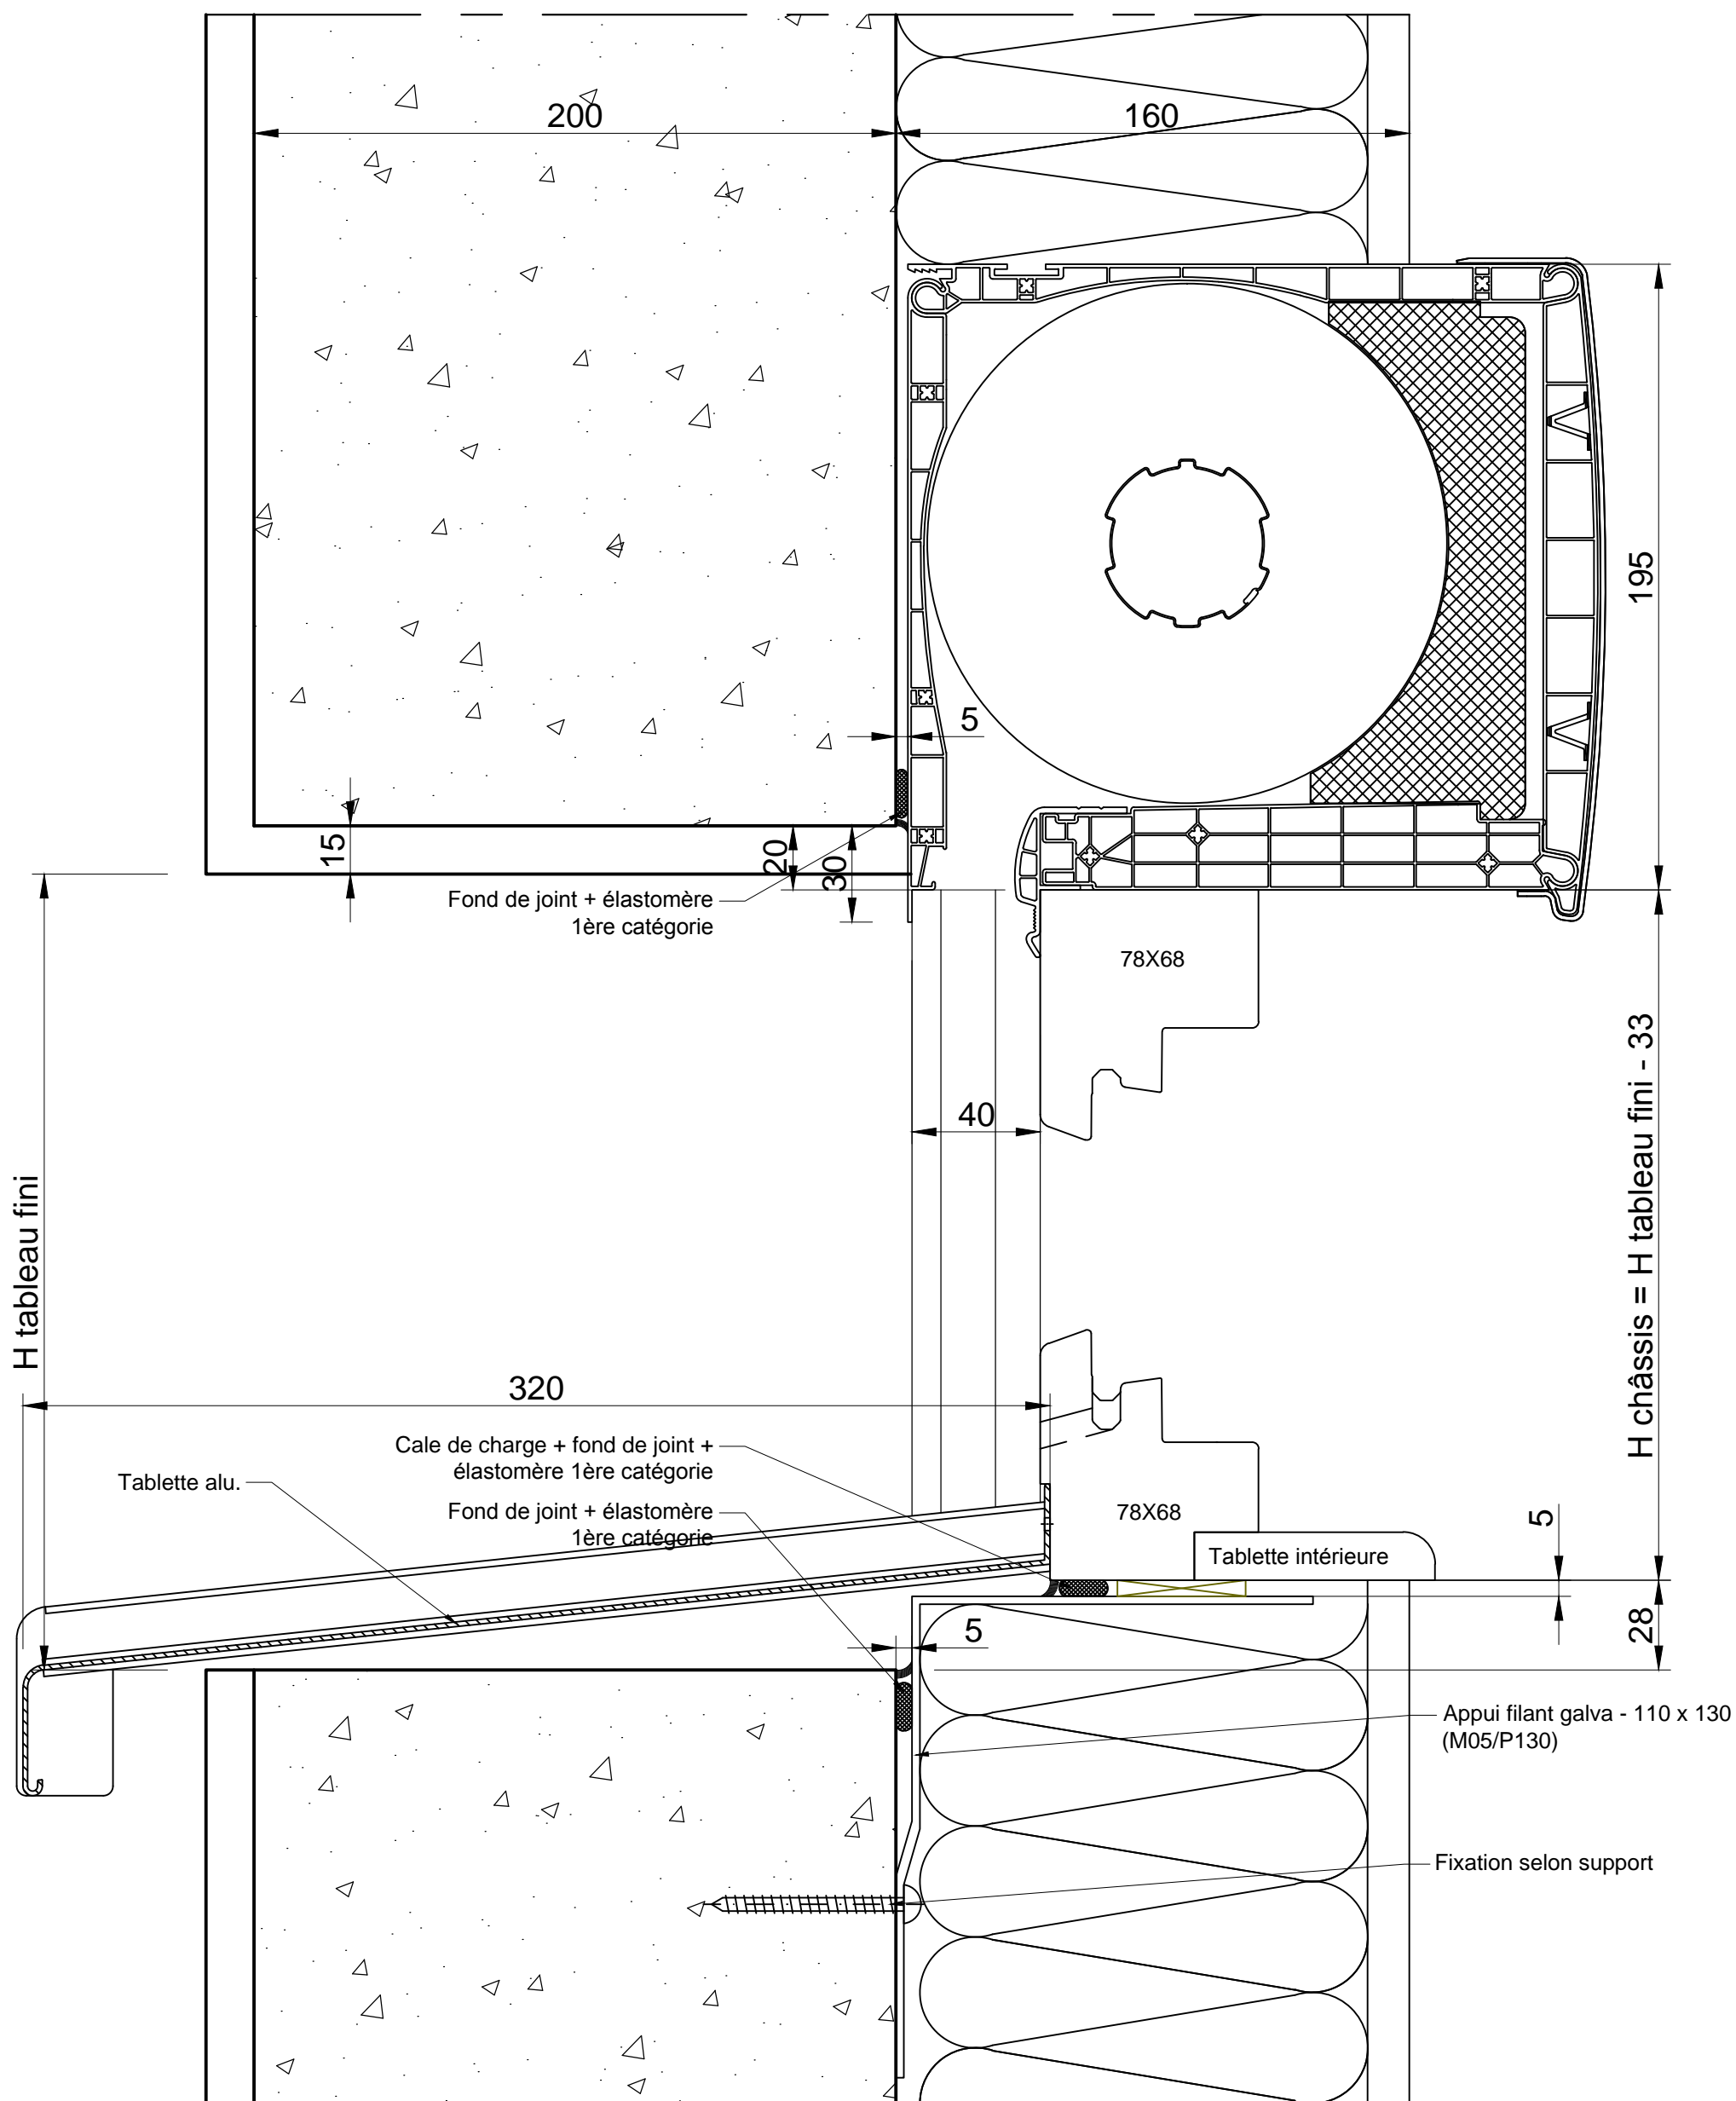 200
160
195
5
15
20
30
Fond de joint + élastomère
1ère catégorie
78X68
40
H tableau fini
H châssis = H tableau fini - 33
320
Cale de charge + fond de joint +
élastomère 1ère catégorie
Tablette alu.
Fond de joint + élastomère
1ère catégorie
78X68
5
Tablette intérieure
28
5
Appui filant galva - 110 x 130
(M05/P130)
Fixation selon support